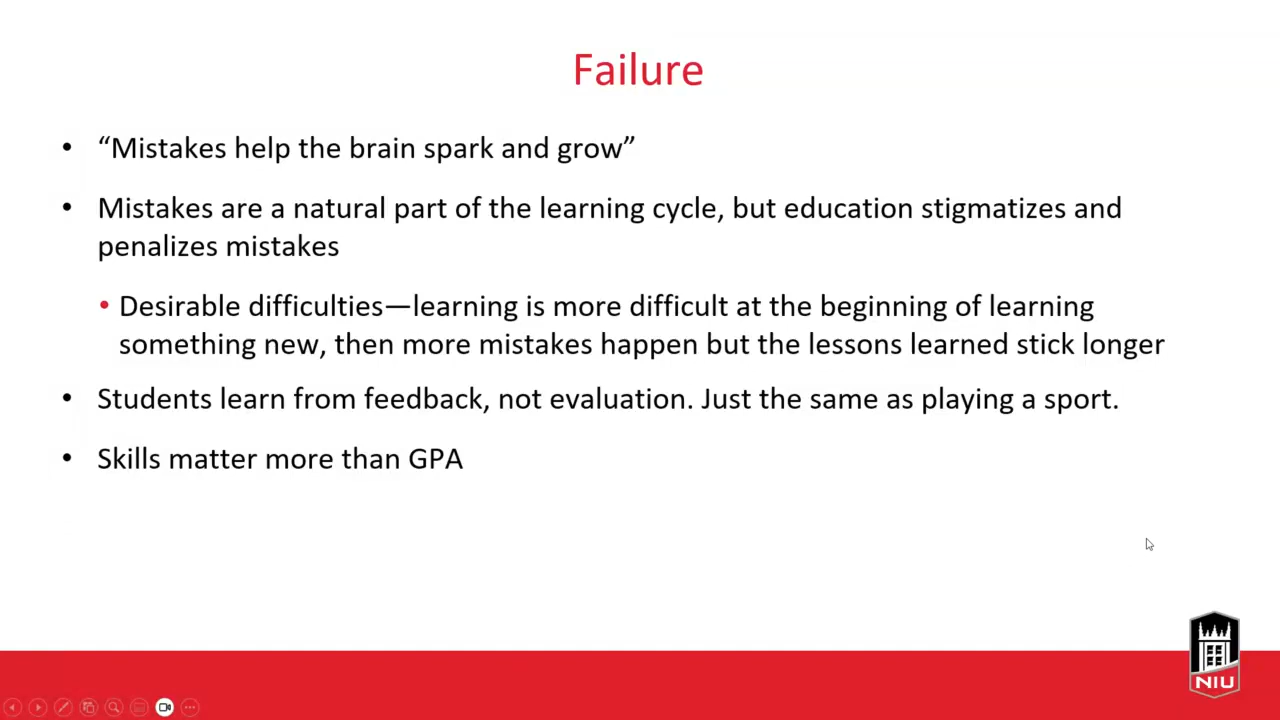 Failure
• “Mistakes help the brain spark and grow”
• Mistakes are a natural part of the learning cycle, but education stigmatizes and
penalizes mistakes
• Desirable difficulties—learning is more difficult at the beginning of learning
something new, then more mistakes happen but the lessons learned stick longer
• Students learn from feedback, not evaluation. Just the same as playing a sport.
• Skills matter more than GPA
NIU